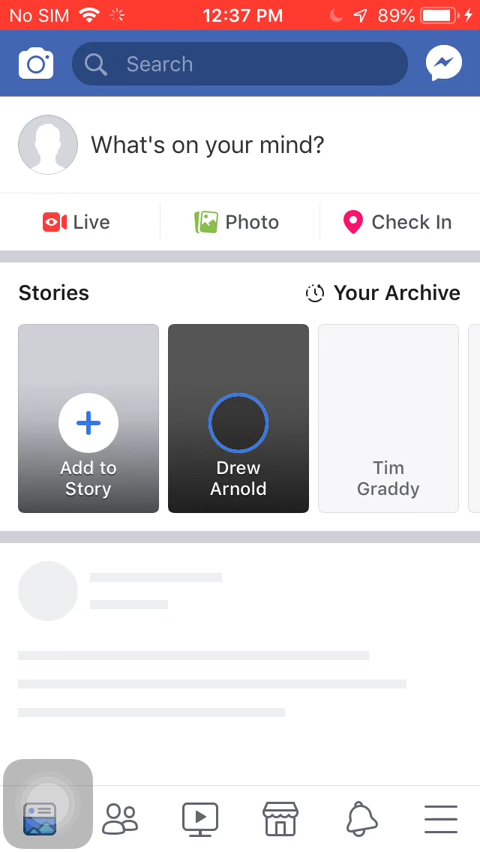 No SIM 12:37 PM 89%
Search
What's on your mind?
Live Photo Check In
Stories Your Archive
Add to
Story
Drew
Arnold
Tim
Graddy